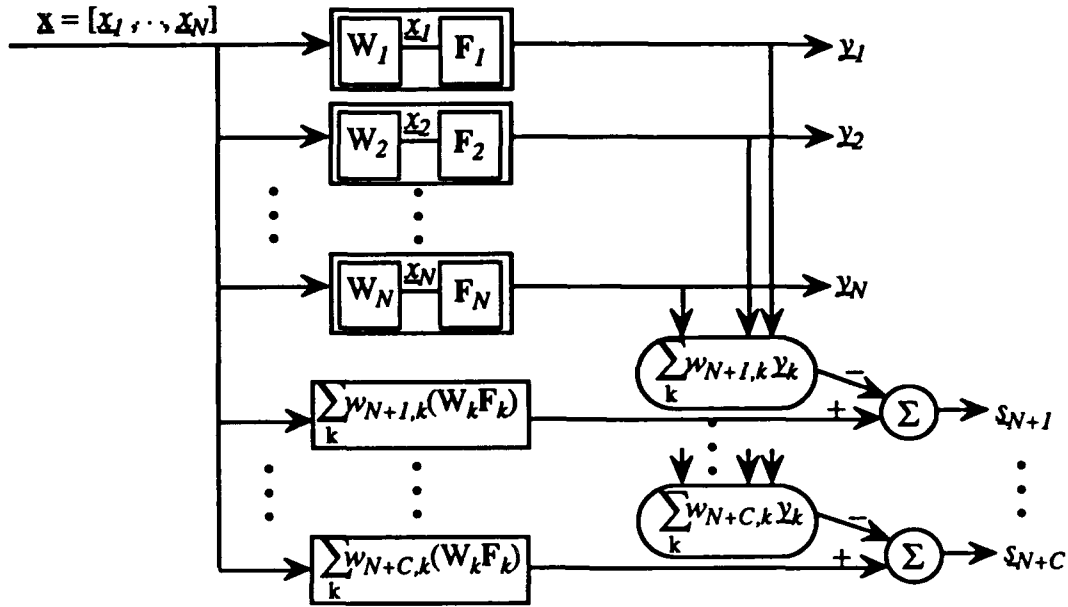 x = [x1, · ·, xN]
W1 x1 F1 y1
W2 x2 F2 y2
WN xN FN yN
∑k wN+1,k yk −
∑k wN+1,k(WkFk) + Σ sN+1
∑k wN+C,k yk −
∑k wN+C,k(WkFk) + Σ sN+C